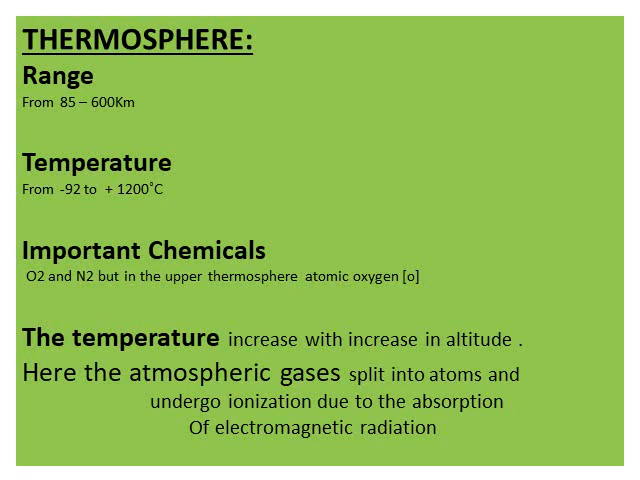 THERMOSPHERE:
Range
From 85 – 600Km
Temperature
From -92 to + 1200˚C
Important Chemicals
O2 and N2 but in the upper thermosphere atomic oxygen [o]
The temperature increase with increase in altitude .
Here the atmospheric gases split into atoms and
undergo ionization due to the absorption
Of electromagnetic radiation